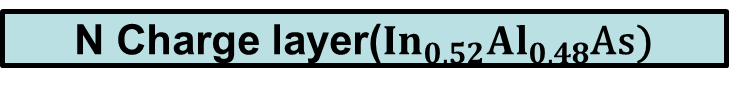 N Charge layer(In₀.₅₂Al₀.₄₈As)